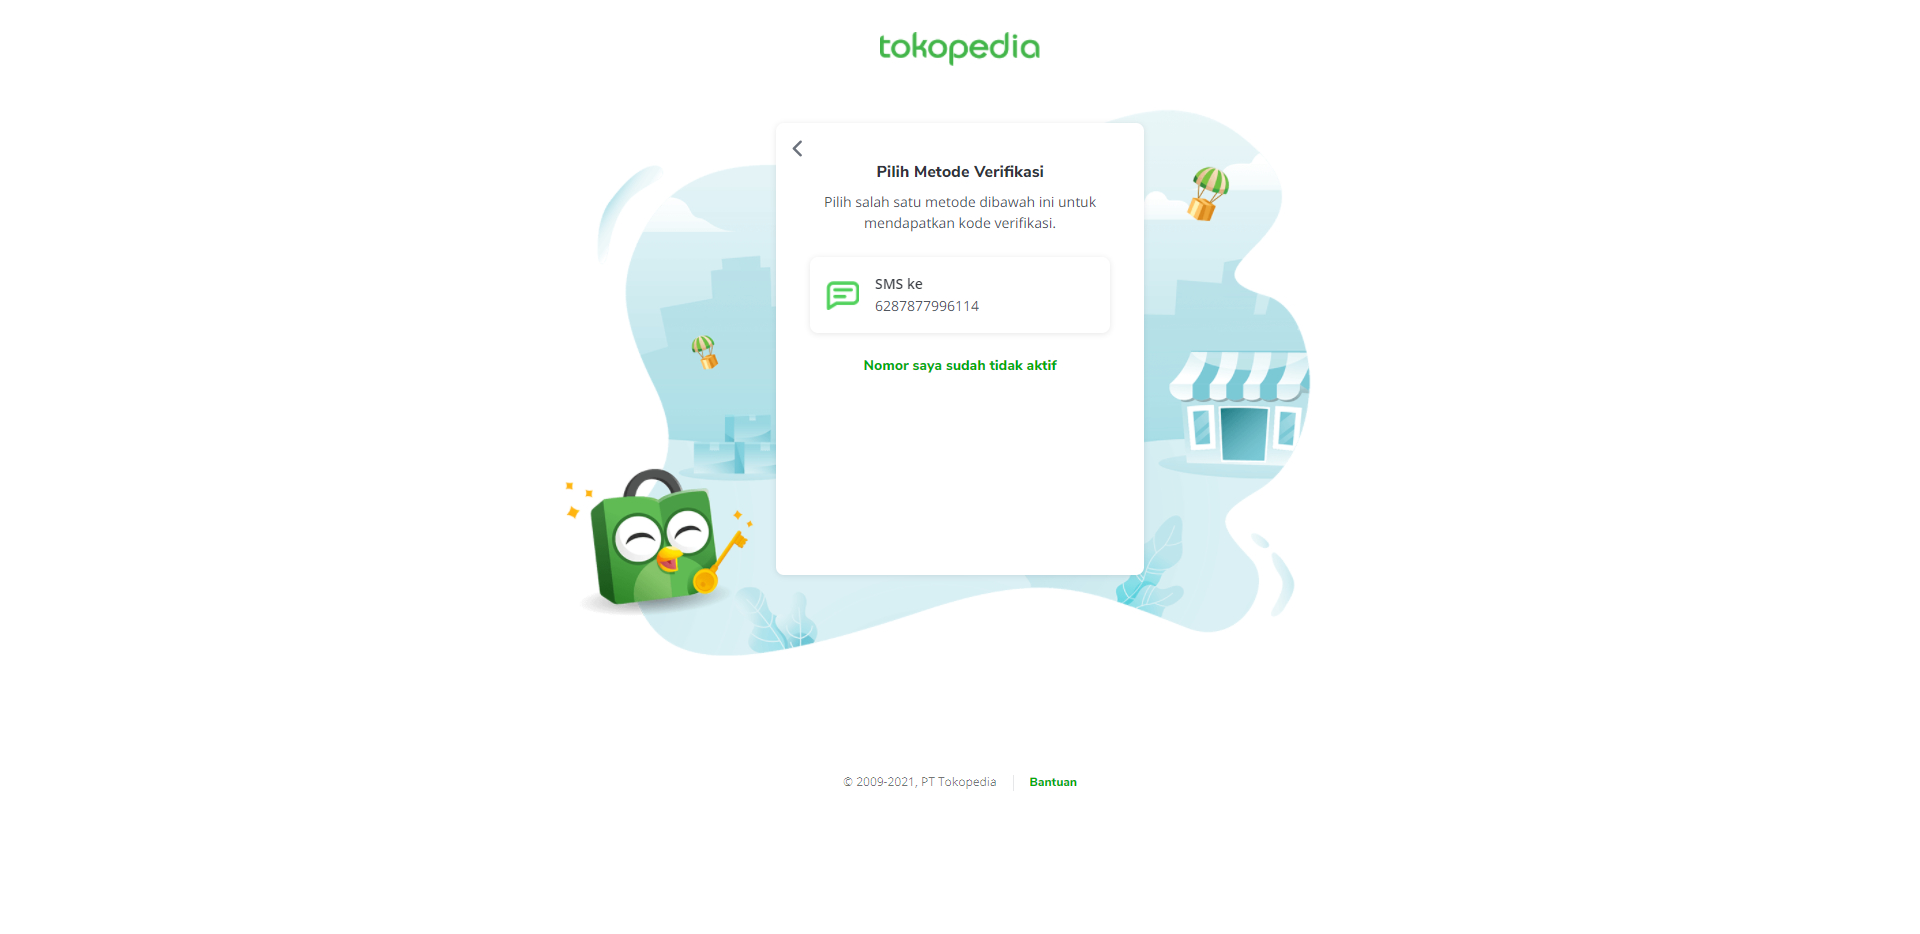 tokopedia
Pilih Metode Verifikasi
Pilih salah satu metode dibawah ini untuk
mendapatkan kode verifikasi.
SMS ke
6287877996114
Nomor saya sudah tidak aktif
© 2009-2021, PT Tokopedia
Bantuan